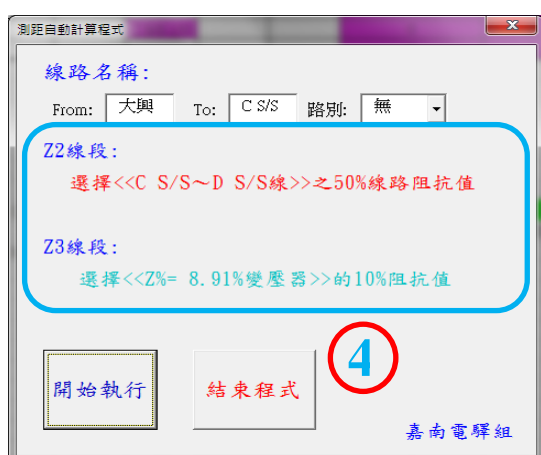 測距自動計算程式
線路名稱:
From: 大興 To: C S/S 路別: 無
Z2線段:
選擇<<C S/S～D S/S線>>之50%線路阻抗值
Z3線段:
選擇<<Z%= 8.91%變壓器>>的10%阻抗值
4
開始執行 結束程式
嘉南電驛組